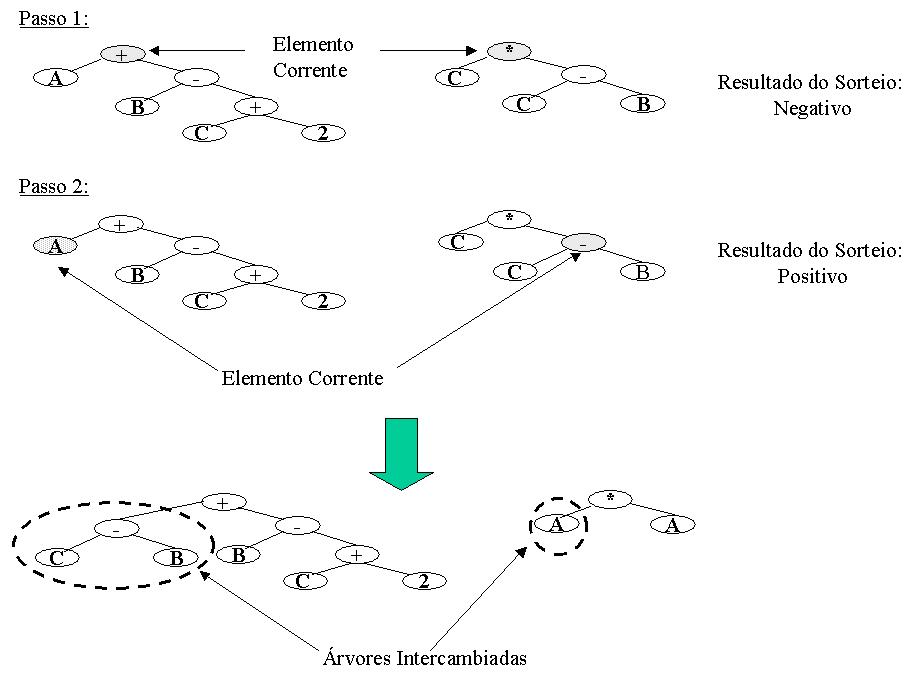 Passo 1:
+
Elemento
Corrente
*
A
-
C
-
B
+
C
B
C
2
Resultado do Sorteio:
Negativo
Passo 2:
+
*
A
-
C
-
B
+
C
B
C
2
Resultado do Sorteio:
Positivo
Elemento Corrente
+
*
-
-
A
A
C
B
B
+
C
2
Árvores Intercambiadas